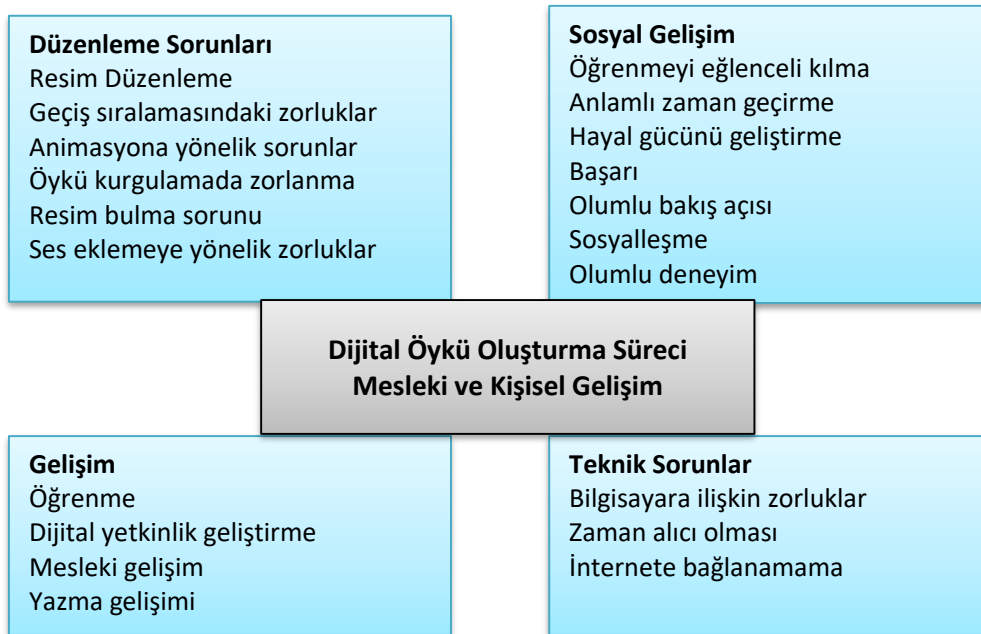 Düzenleme Sorunları
Resim Düzenleme
Geçiş sıralamasındaki zorluklar
Animasyona yönelik sorunlar
Öykü kurgulamada zorlanma
Resim bulma sorunu
Ses eklemeye yönelik zorluklar
Sosyal Gelişim
Öğrenmeyi eğlenceli kılma
Anlamlı zaman geçirme
Hayal gücünü geliştirme
Başarı
Olumlu bakış açısı
Sosyalleşme
Olumlu deneyim
Dijital Öykü Oluşturma Süreci
Mesleki ve Kişisel Gelişim
Gelişim
Öğrenme
Dijital yetkinlik geliştirme
Mesleki gelişim
Yazma gelişimi
Teknik Sorunlar
Bilgisayara ilişkin zorluklar
Zaman alıcı olması
İnternete bağlanamama